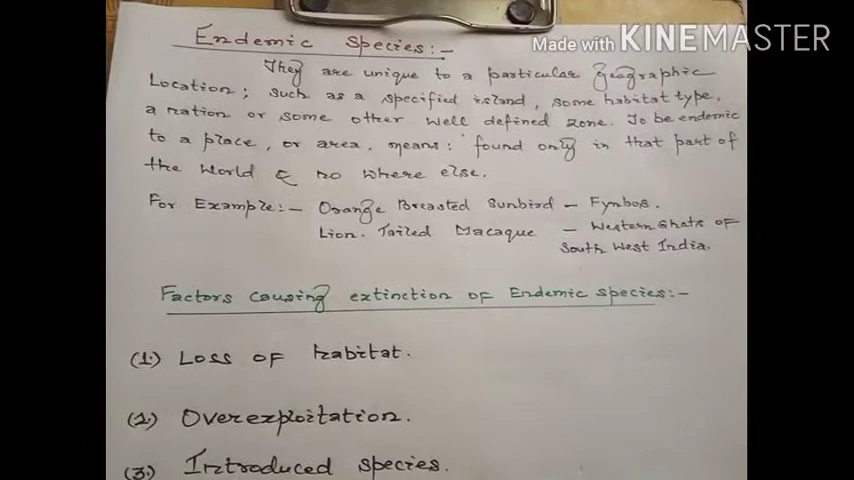 Made with KINEMASTER
Endemic Species:-
They are unique to a particular geographic
Location; such as a specified island, some habitat type,
a nation or some other well defined zone. To be endemic
to a place, or area, means: 'found only in that part of
the world & no where else.
For Example:- Orange Breasted Sunbird - Fynbos.
Lion-Tailed Macaque - Western Ghats of
South West India.
Factors causing extinction of Endemic species:-
(1.) Loss of habitat.
(2.) Overexploitation.
(3.) Introduced species.